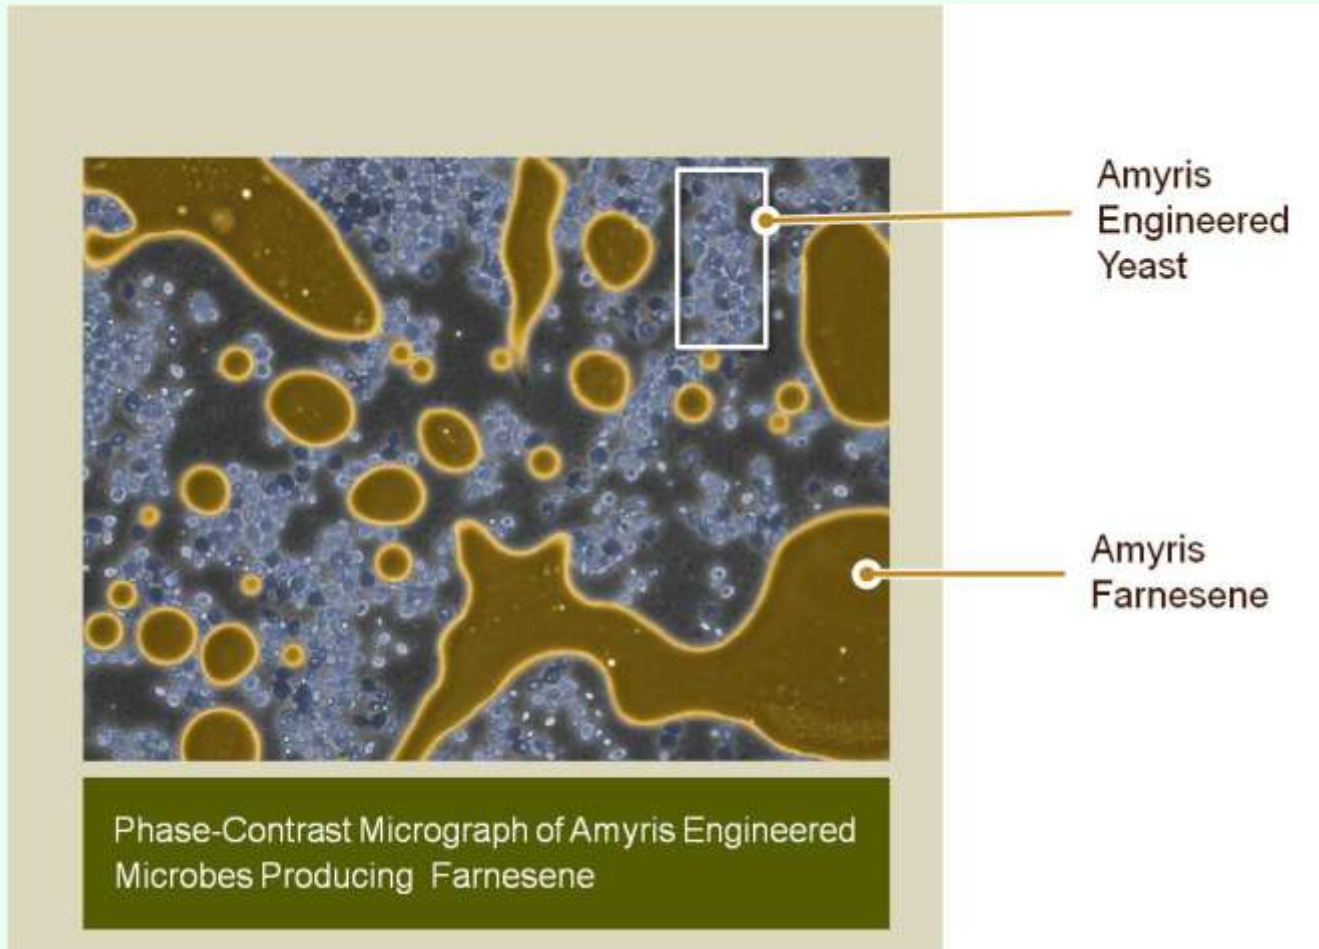 Amyris
Engineered
Yeast
Amyris
Farnesene
Phase-Contrast Micrograph of Amyris Engineered
Microbes Producing Farnesene